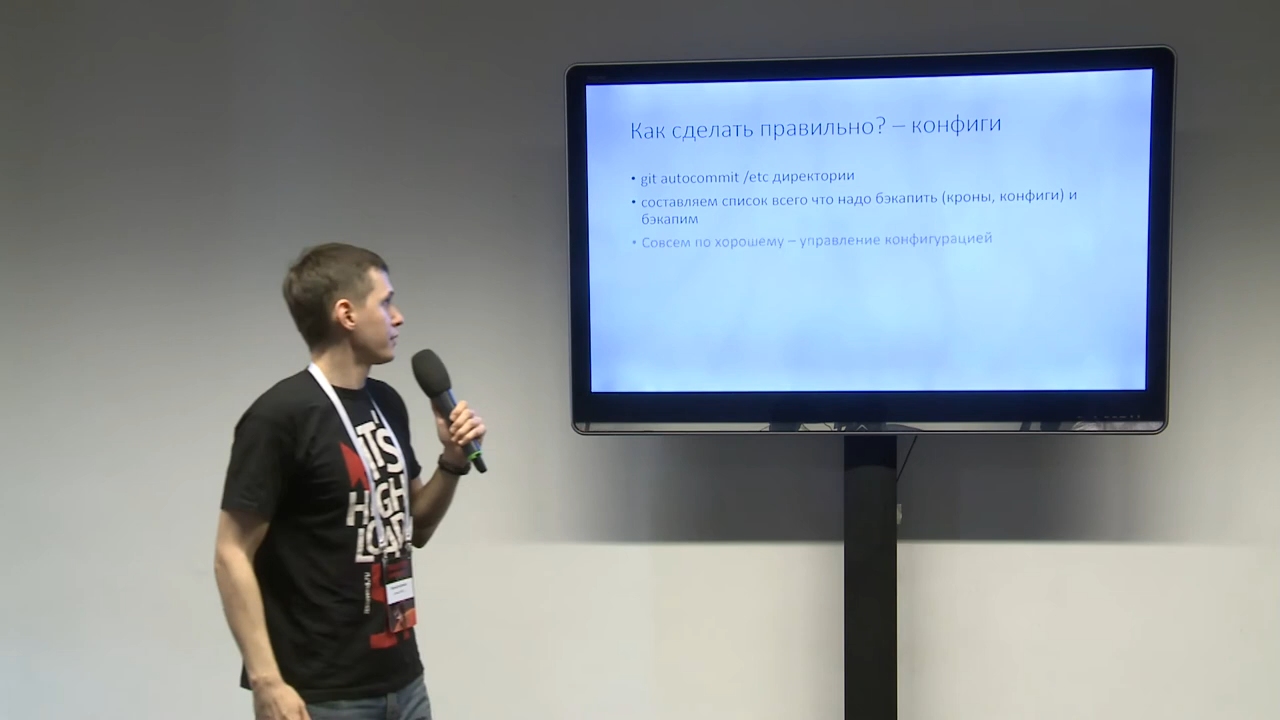 Как сделать правильно? – конфиги
• git autocommit /etc директории
• составляем список всего что надо бэкапить (кроны, конфиги) и
бэкапим
• Совсем по хорошему – управление конфигурацией
ITS
HIGH
LOAD